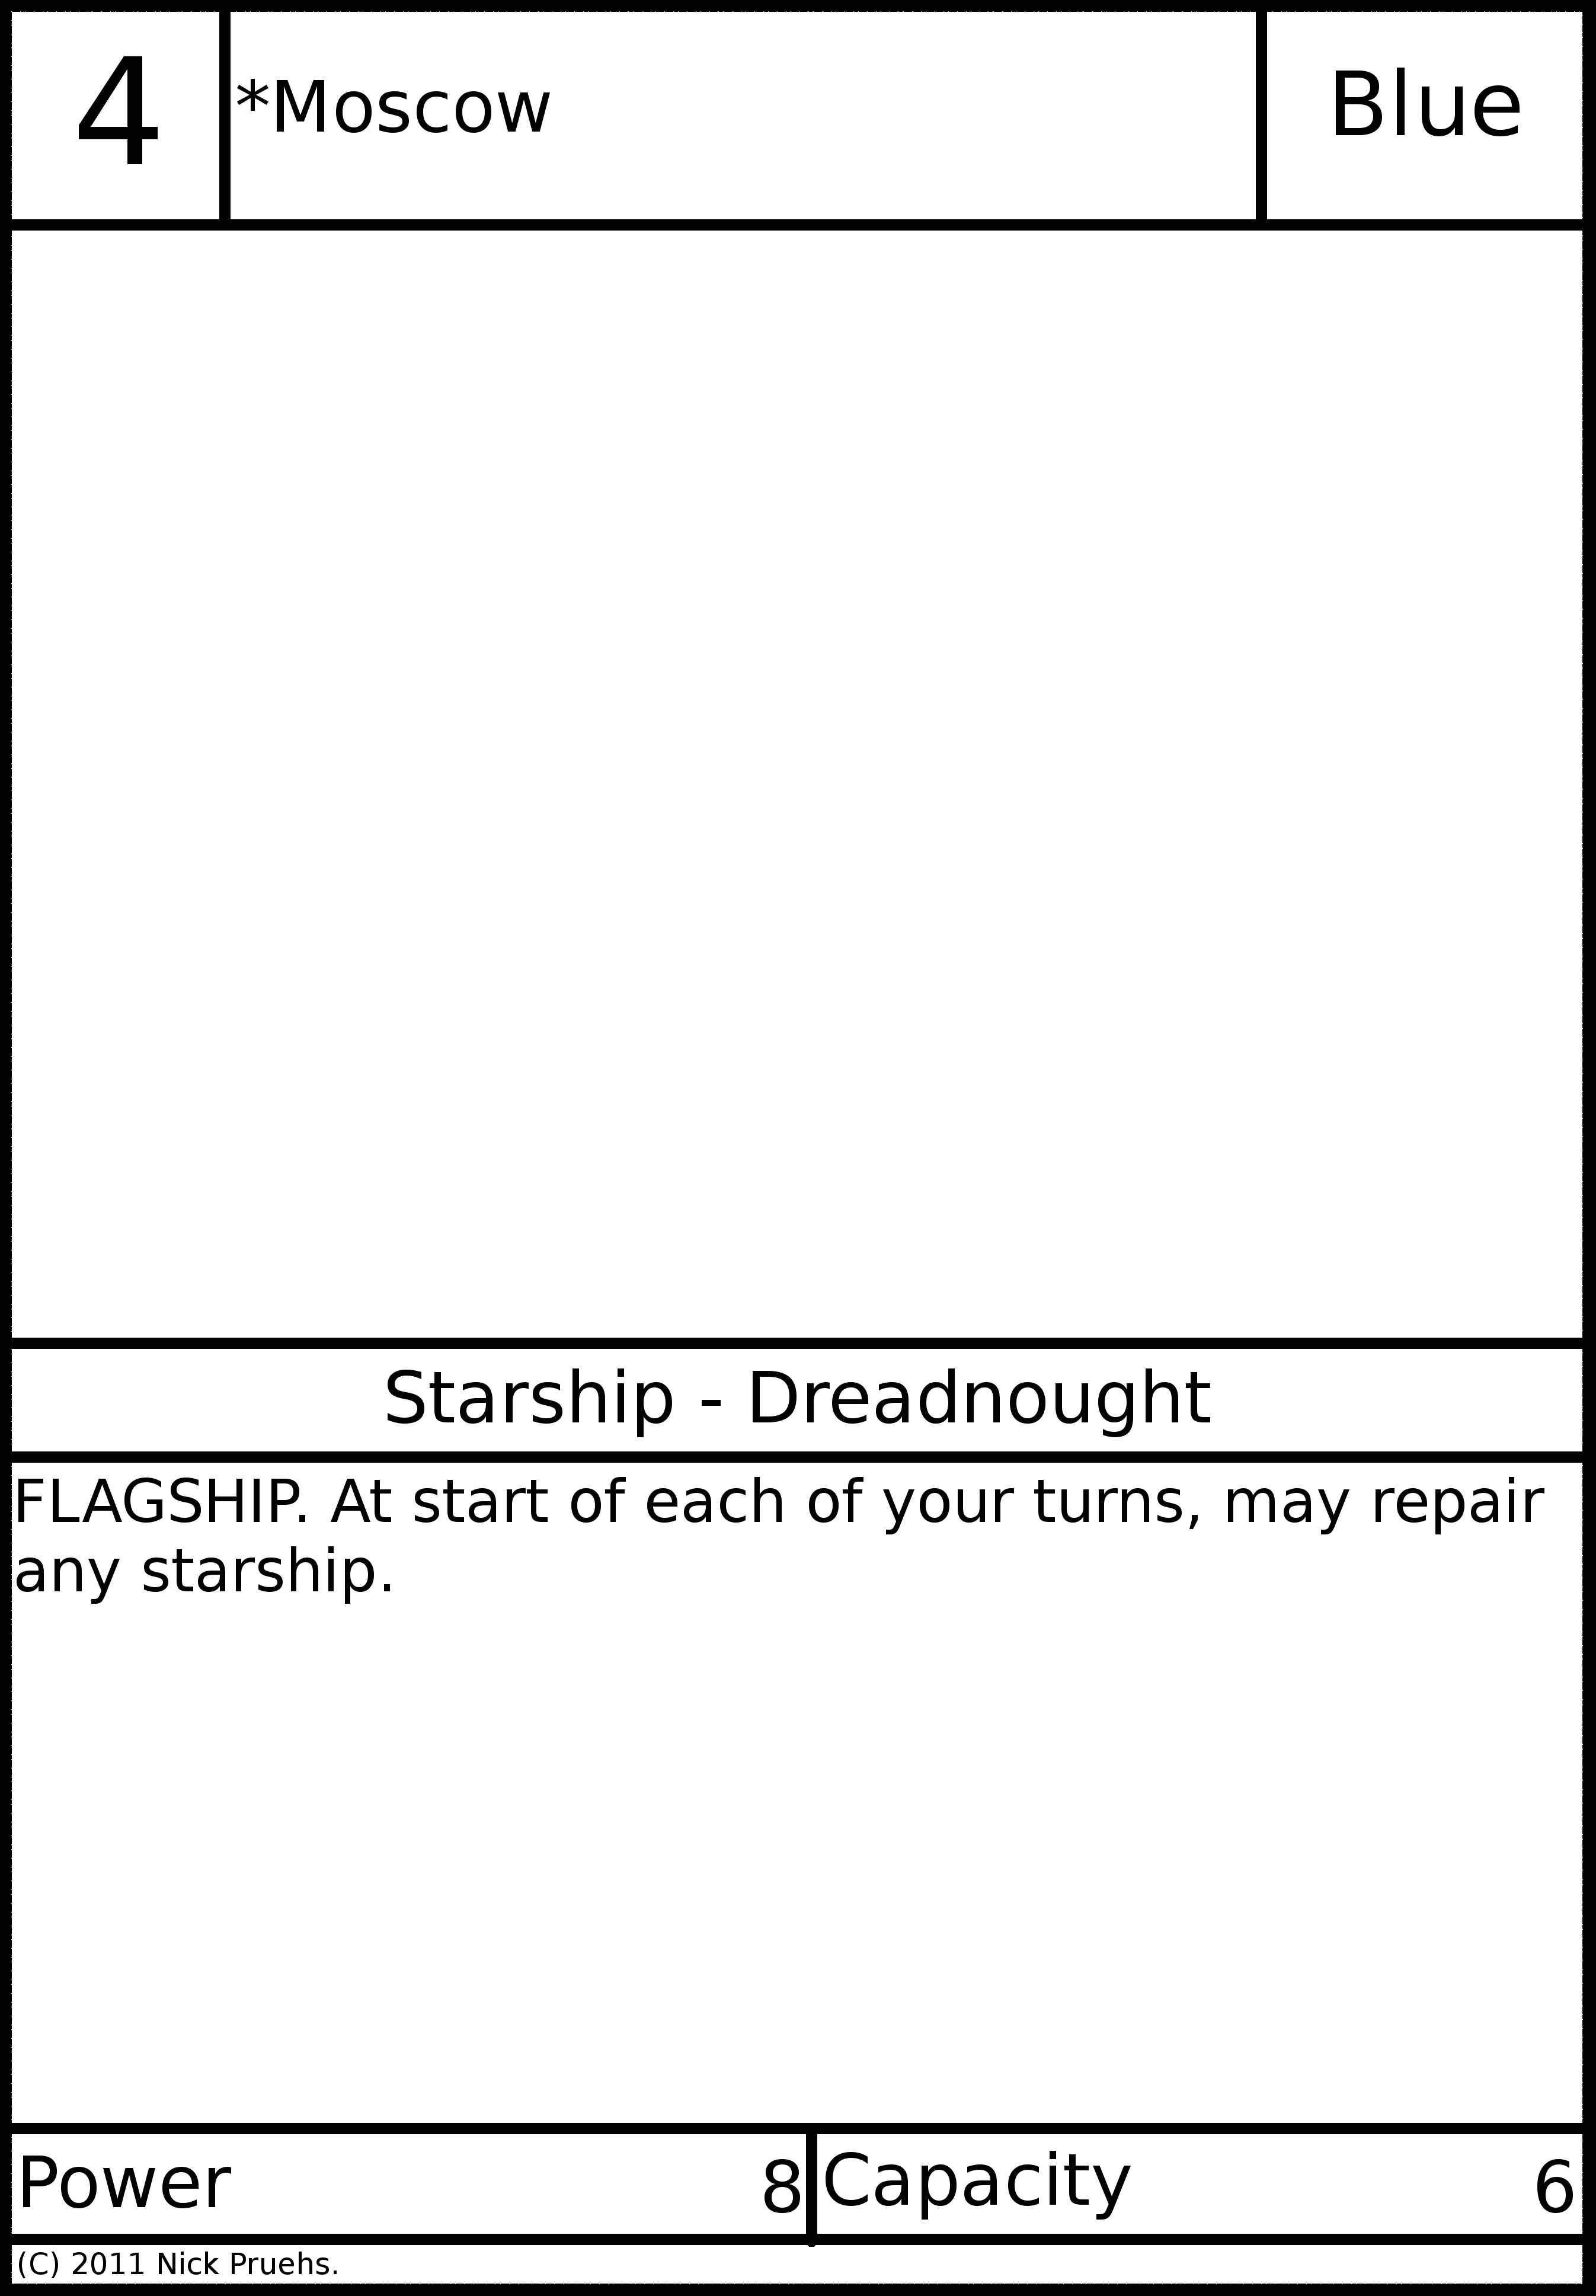 4
*Moscow
Blue
Starship - Dreadnought
FLAGSHIP. At start of each of your turns, may repair
any starship.
Power 8
Capacity 6
(C) 2011 Nick Pruehs.